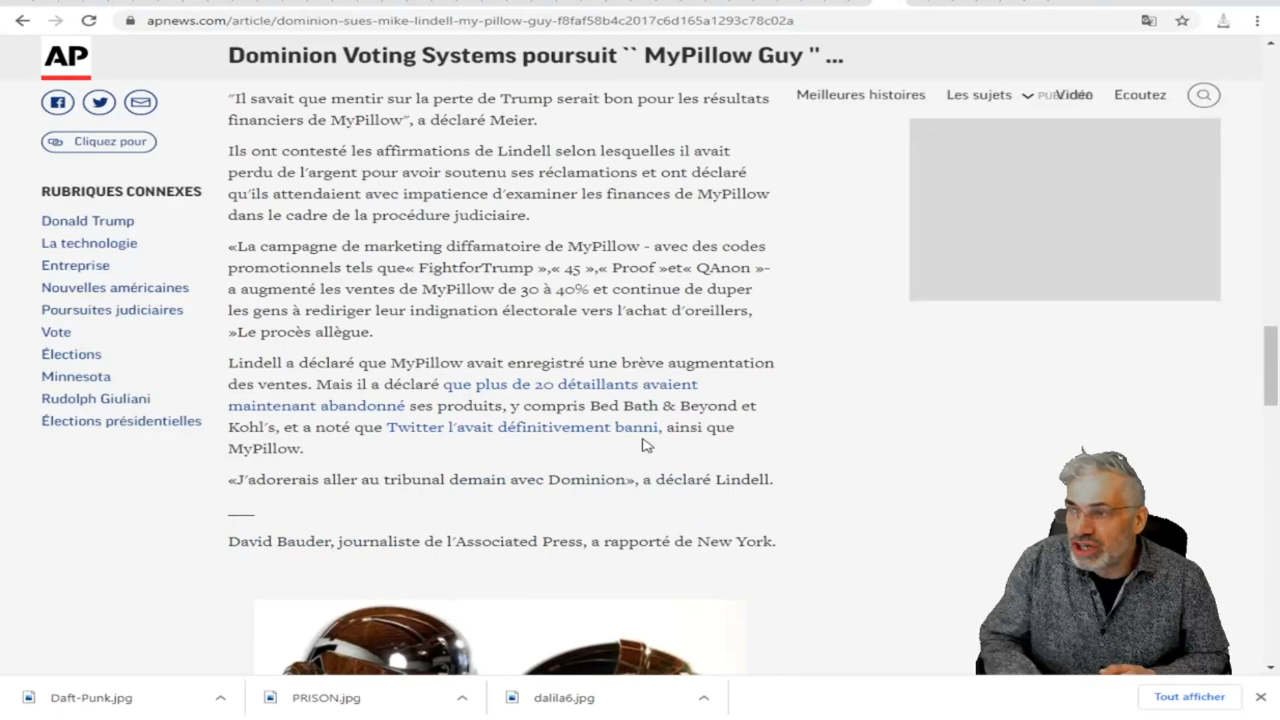 apnews.com/article/dominion-sues-mike-lindell-my-pillow-guy-f8faf58b4c2017c6d165a1293c78c02a
AP
Dominion Voting Systems poursuit `` MyPillow Guy '' ...
Meilleures histoires
Les sujets
Vidéo
Ecoutez
Cliquez pour
RUBRIQUES CONNEXES
Donald Trump
La technologie
Entreprise
Nouvelles américaines
Poursuites judiciaires
Vote
Élections
Minnesota
Rudolph Giuliani
Élections présidentielles
"Il savait que mentir sur la perte de Trump serait bon pour les résultats
financiers de MyPillow", a déclaré Meier.
Ils ont contesté les affirmations de Lindell selon lesquelles il avait
perdu de l'argent pour avoir soutenu ses réclamations et ont déclaré
qu'ils attendaient avec impatience d'examiner les finances de MyPillow
dans le cadre de la procédure judiciaire.
«La campagne de marketing diffamatoire de MyPillow - avec des codes
promotionnels tels que« FightforTrump »,« 45 »,« Proof »et« QAnon »-
a augmenté les ventes de MyPillow de 30 à 40% et continue de duper
les gens à rediriger leur indignation électorale vers l'achat d'oreillers,
»Le procès allègue.
Lindell a déclaré que MyPillow avait enregistré une brève augmentation
des ventes. Mais il a déclaré que plus de 20 détaillants avaient
maintenant abandonné ses produits, y compris Bed Bath & Beyond et
Kohl's, et a noté que Twitter l'avait définitivement banni, ainsi que
MyPillow.
«J'adorerais aller au tribunal demain avec Dominion», a déclaré Lindell.
David Bauder, journaliste de l'Associated Press, a rapporté de New York.
Daft-Punk.jpg
PRISON.jpg
dalila6.jpg
Tout afficher